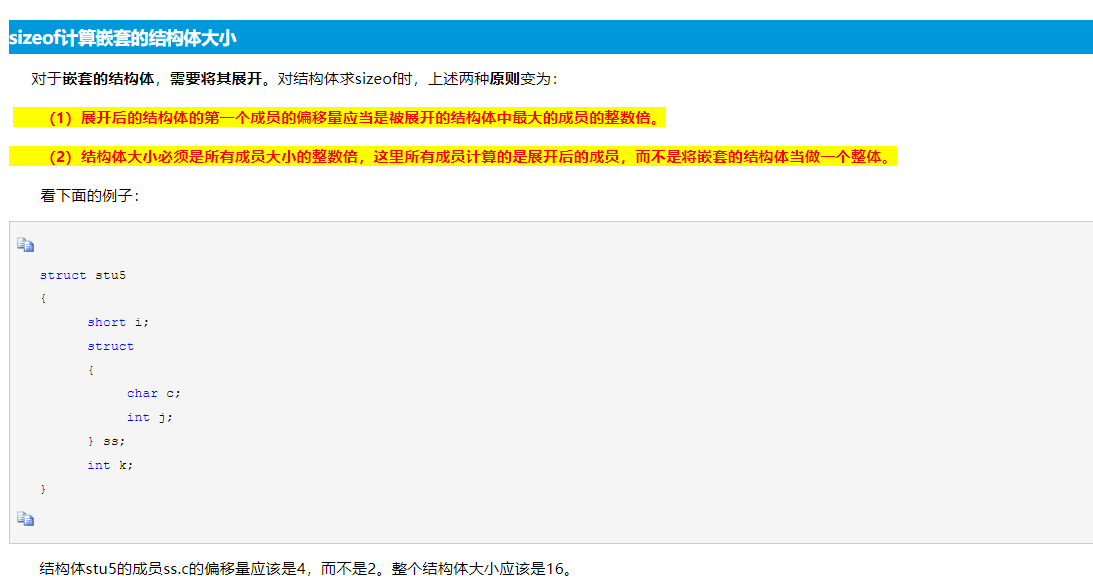 sizeof计算嵌套的结构体大小
对于嵌套的结构体，需要将其展开。对结构体求sizeof时，上述两种原则变为：
（1）展开后的结构体的第一个成员的偏移量应当是被展开的结构体中最大的成员的整数倍。
（2）结构体大小必须是所有成员大小的整数倍，这里所有成员计算的是展开后的成员，而不是将嵌套的结构体当做一个整体。
看下面的例子：
struct stu5
{
short i;
struct
{
char c;
int j;
} ss;
int k;
}
结构体stu5的成员ss.c的偏移量应该是4，而不是2。整个结构体大小应该是16。